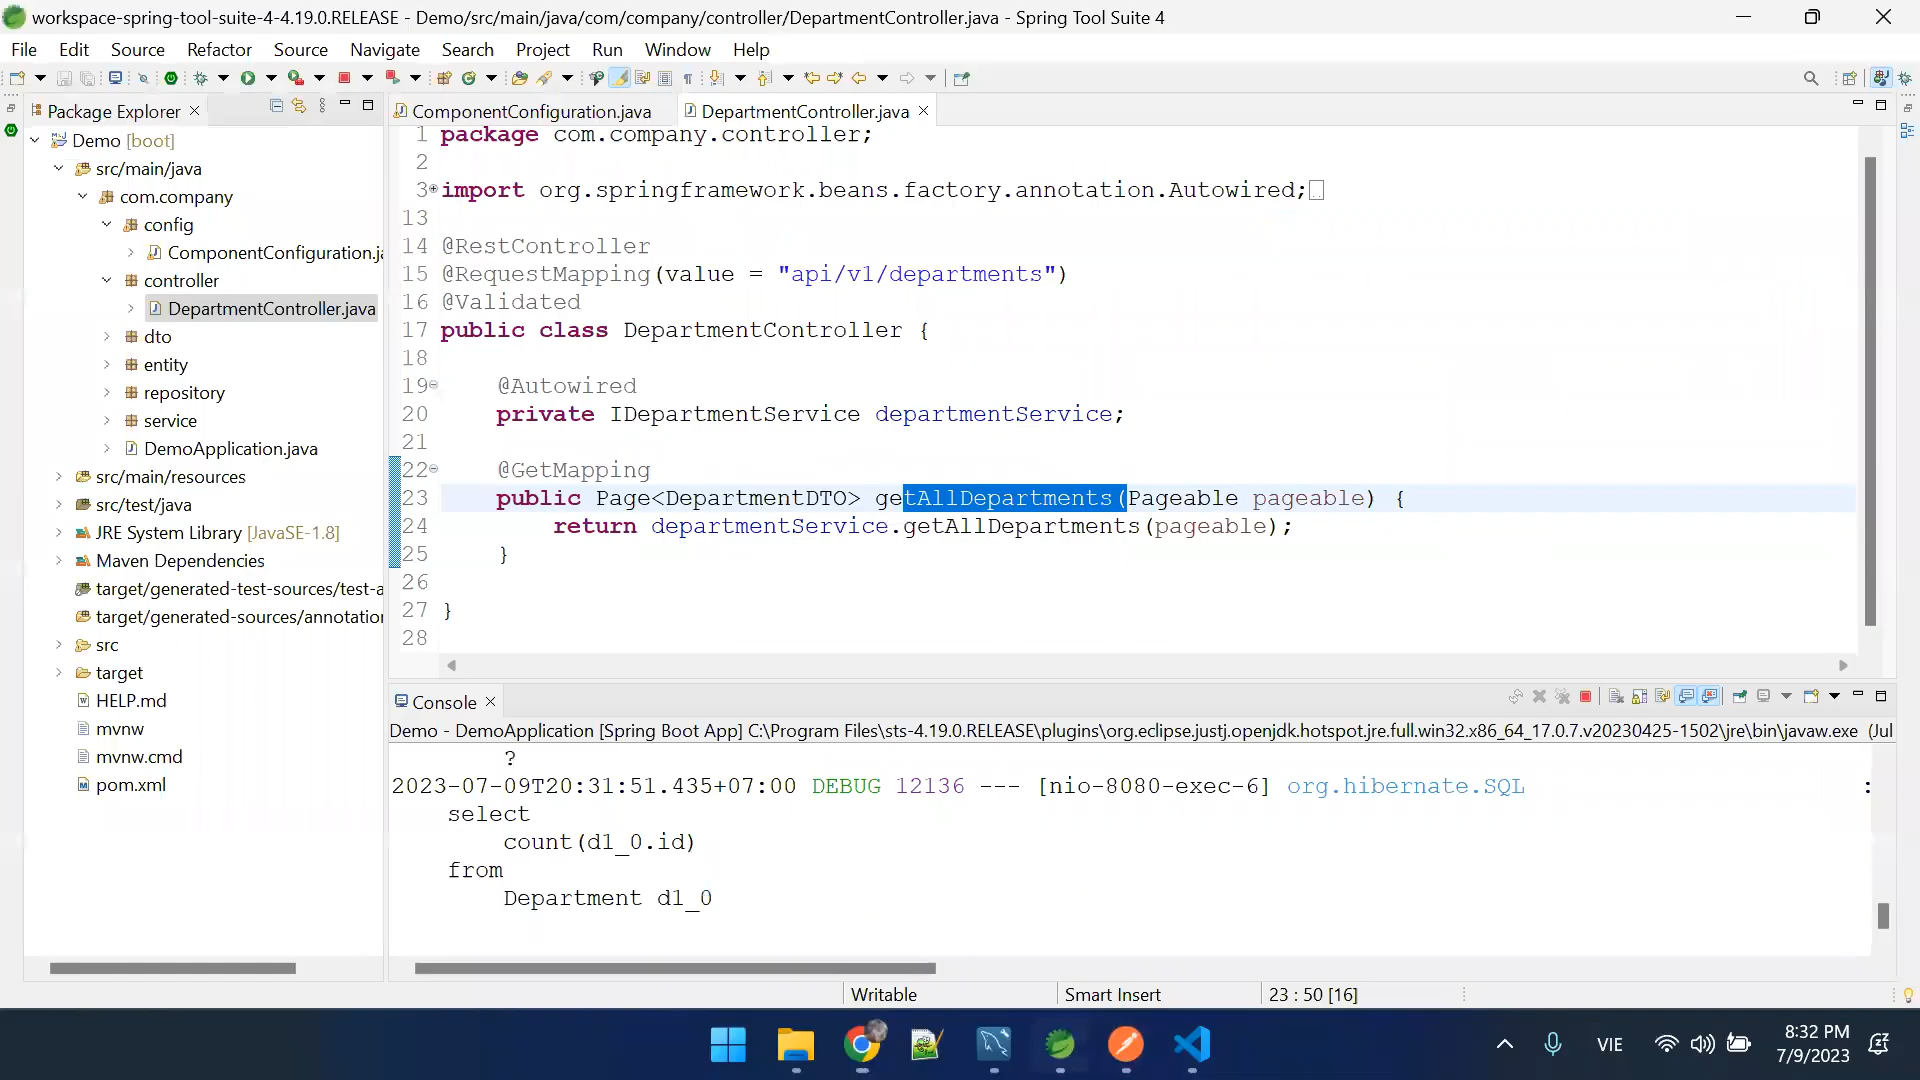 workspace-spring-tool-suite-4-4.19.0.RELEASE - Demo/src/main/java/com/company/controller/DepartmentController.java - Spring Tool Suite 4
File Edit Source Refactor Source Navigate Search Project Run Window Help
Package Explorer
ComponentConfiguration.java
DepartmentController.java
Demo [boot]
src/main/java
com.company
config
ComponentConfiguration.ja
controller
DepartmentController.java
dto
entity
repository
service
DemoApplication.java
src/main/resources
src/test/java
JRE System Library [JavaSE-1.8]
Maven Dependencies
target/generated-test-sources/test-a
target/generated-sources/annotation
src
target
HELP.md
mvnw
mvnw.cmd
pom.xml
1 package com.company.controller;
2
3 import org.springframework.beans.factory.annotation.Autowired;
13
14 @RestController
15 @RequestMapping(value = "api/v1/departments")
16 @Validated
17 public class DepartmentController {
18
19 @Autowired
20 private IDepartmentService departmentService;
21
22 @GetMapping
23 public Page<DepartmentDTO> getAllDepartments(Pageable pageable) {
24 return departmentService.getAllDepartments(pageable);
25 }
26
27 }
28
Console
Demo - DemoApplication [Spring Boot App] C:\Program Files\sts-4.19.0.RELEASE\plugins\org.eclipse.justj.openjdk.hotspot.jre.full.win32.x86_64_17.0.7.v20230425-1502\jre\bin\javaw.exe (Jul
?
2023-07-09T20:31:51.435+07:00 DEBUG 12136 --- [nio-8080-exec-6] org.hibernate.SQL :
select
count(d1_0.id)
from
Department d1_0
Writable
Smart Insert
23 : 50 [16]
VIE
8:32 PM
7/9/2023